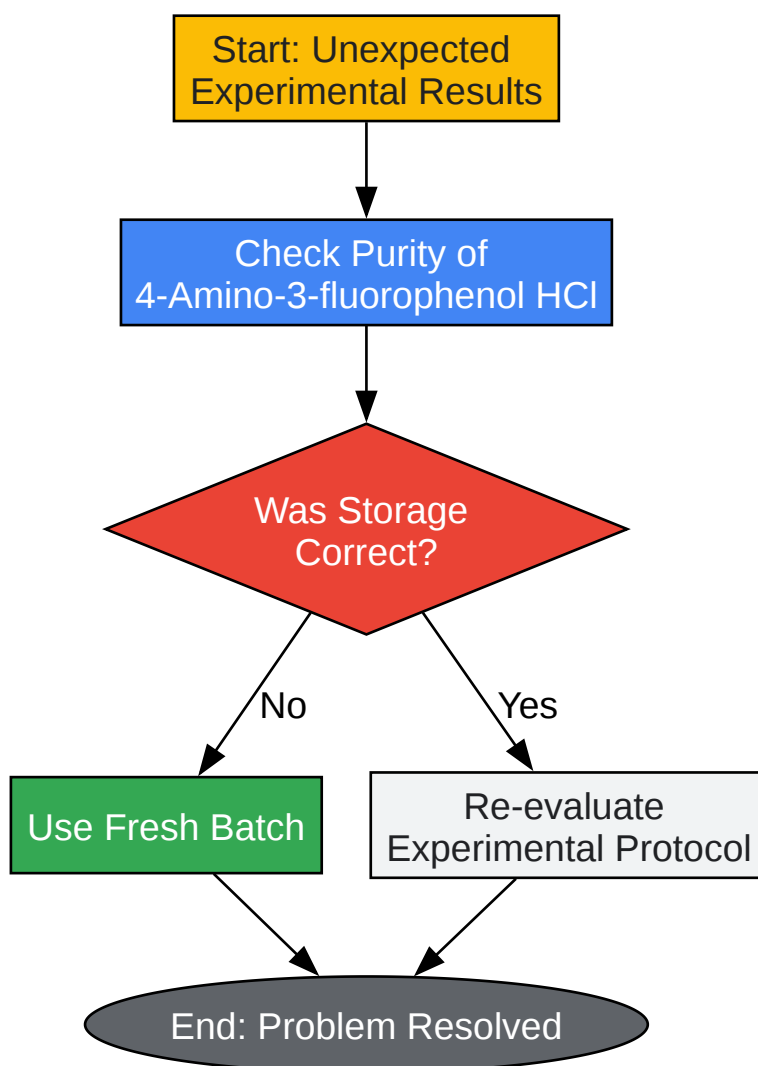 Start: Unexpected
Experimental Results
Check Purity of
4-Amino-3-fluorophenol HCl
Was Storage
Correct?
No
Yes
Use Fresh Batch
Re-evaluate
Experimental Protocol
End: Problem Resolved